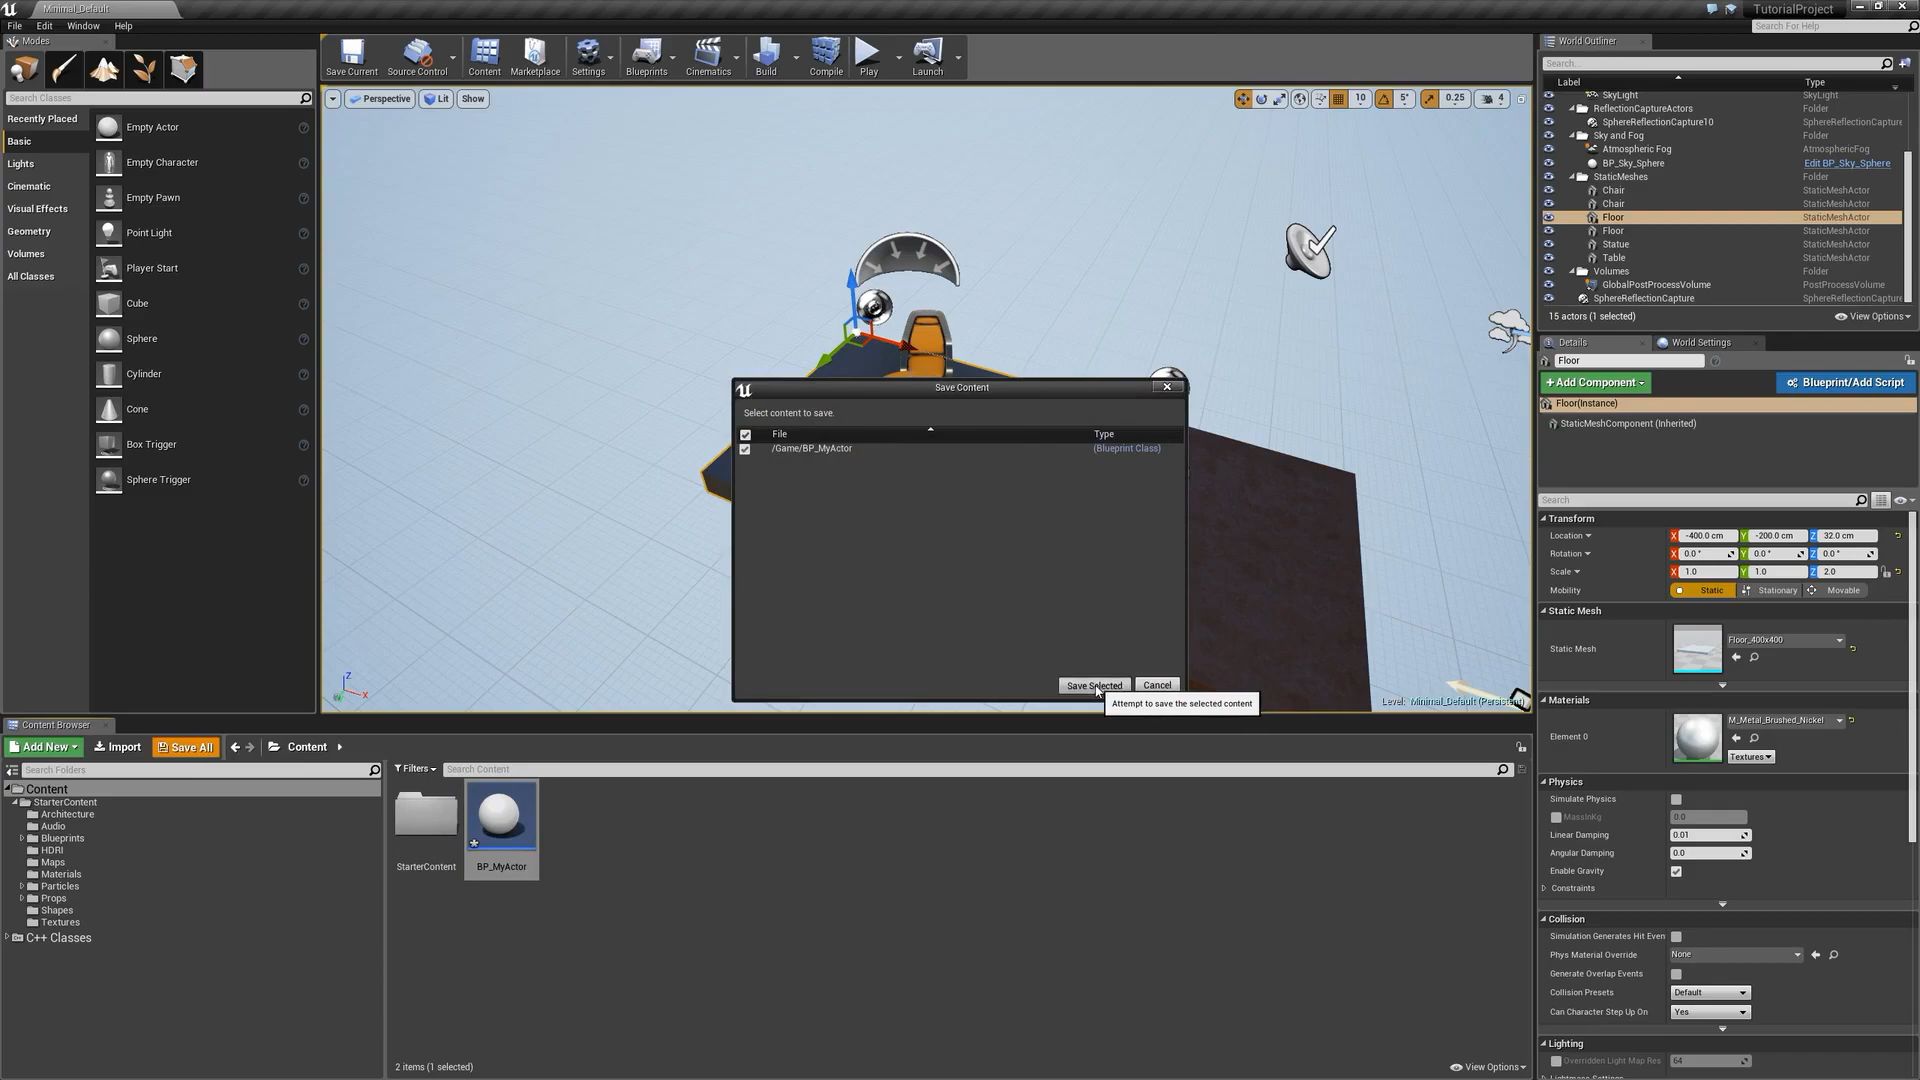 Minimal_Default
TutorialProject
File Edit Window Help
Search For Help
Modes
Search Classes
Recently Placed
Basic
Lights
Cinematic
Visual Effects
Geometry
Volumes
All Classes
Empty Actor
Empty Character
Empty Pawn
Point Light
Player Start
Cube
Sphere
Cylinder
Cone
Box Trigger
Sphere Trigger
Save Current Source Control Content Marketplace Settings Blueprints Cinematics Build Compile Play Launch
Perspective Lit Show
10 5° 0.25 4
Save Content
Select content to save.
File Type
/Game/BP_MyActor (Blueprint Class)
Save Selected Cancel
Attempt to save the selected content
Level: Minimal_Default (Persistent)
Z
X
World Outliner
Search...
Label Type
SkyLight SkyLight
ReflectionCaptureActors Folder
SphereReflectionCapture10 SphereReflectionCapture
Sky and Fog Folder
Atmospheric Fog AtmosphericFog
BP_Sky_Sphere Edit BP_Sky_Sphere
StaticMeshes Folder
Chair StaticMeshActor
Chair StaticMeshActor
Floor StaticMeshActor
Floor StaticMeshActor
Statue StaticMeshActor
Table StaticMeshActor
Volumes Folder
GlobalPostProcessVolume PostProcessVolume
SphereReflectionCapture SphereReflectionCapture
15 actors (1 selected) View Options
Details World Settings
Floor
+Add Component Blueprint/Add Script
Floor(Instance)
StaticMeshComponent (Inherited)
Search
Transform
Location X -400.0 cm Y -200.0 cm Z 32.0 cm
Rotation X 0.0 ° Y 0.0 ° Z 0.0 °
Scale X 1.0 Y 1.0 Z 2.0
Mobility Static Stationary Movable
Static Mesh
Static Mesh Floor_400x400
Materials
Element 0 M_Metal_Brushed_Nickel
Textures
Physics
Simulate Physics
MassInKg 0.0
Linear Damping 0.01
Angular Damping 0.0
Enable Gravity
Constraints
Collision
Simulation Generates Hit Even
Phys Material Override None
Generate Overlap Events
Collision Presets Default
Can Character Step Up On Yes
Lighting
Overridden Light Map Res 64
Lightmass Settings
Content Browser
Add New Import Save All Content
Search Folders
Content
StarterContent
Architecture
Audio
Blueprints
HDRI
Maps
Materials
Particles
Props
Shapes
Textures
C++ Classes
Filters Search Content
StarterContent BP_MyActor
2 items (1 selected) View Options